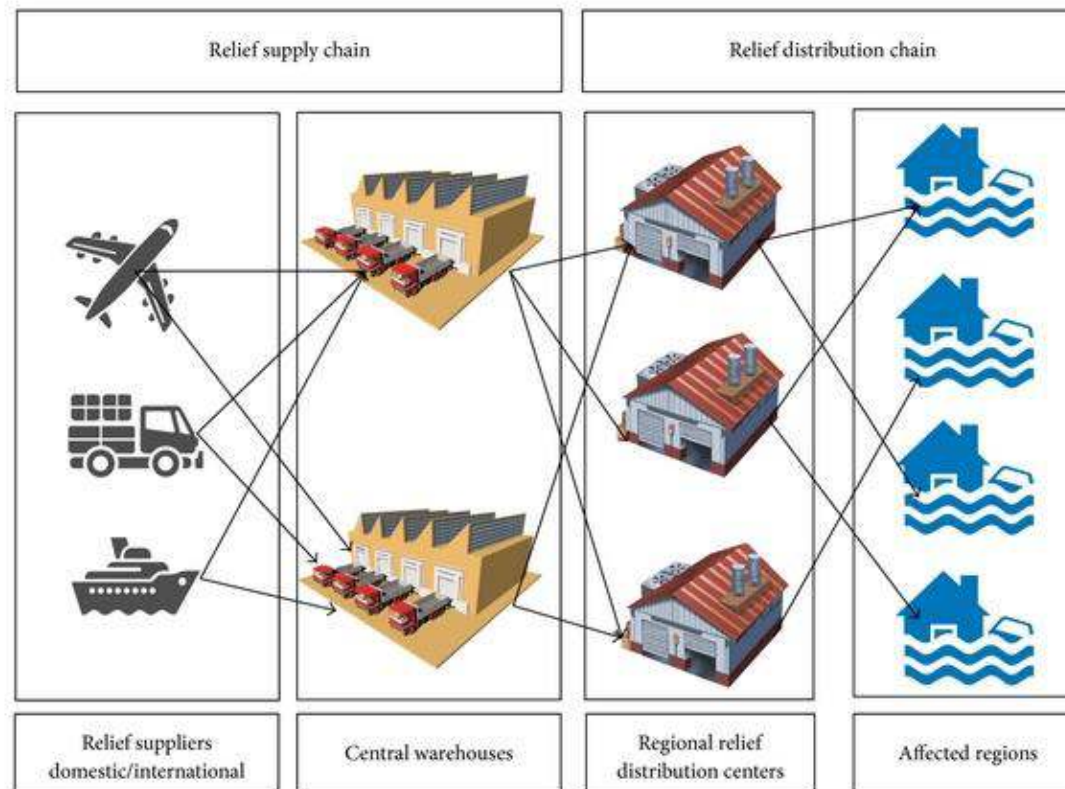 Relief supply chain
Relief distribution chain
Relief suppliers
domestic/international
Central warehouses
Regional relief
distribution centers
Affected regions